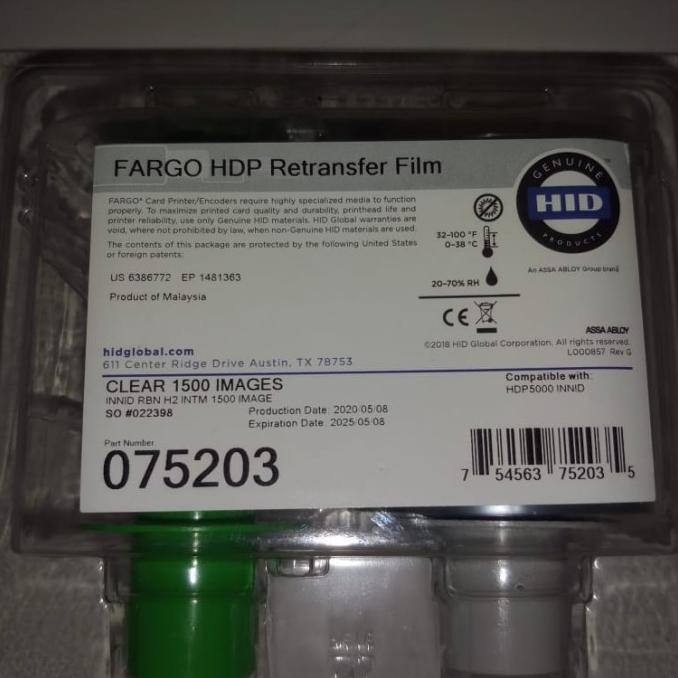 FARGO HDP Retransfer Film
FARGO® Card Printer/Encoders require highly specialized media to function
properly. To maximize printed card quality and durability, printhead life and
printer reliability, use only Genuine HID materials. HID Global warranties are
void, where not prohibited by law, when non-Genuine HID materials are used.
The contents of this package are protected by the following United States
or foreign patents:
US 6386772 EP 1481363
Product of Malaysia
GENUINE
HID
PRODUCTS
™
An ASSA ABLOY Group brand
32-100 °F
0-38 °C
20-70% RH
CE
ASSA ABLOY
©2018 HID Global Corporation. All rights reserved.
L000857 Rev G
hidglobal.com
611 Center Ridge Drive Austin, TX 78753
CLEAR 1500 IMAGES
INNID RBN H2 INTM 1500 IMAGE
SO #022398
Production Date: 2020/05/08
Expiration Date: 2025/05/08
Compatible with:
HDP5000 INNID
Part Number:
075203
7 54563 75203 5